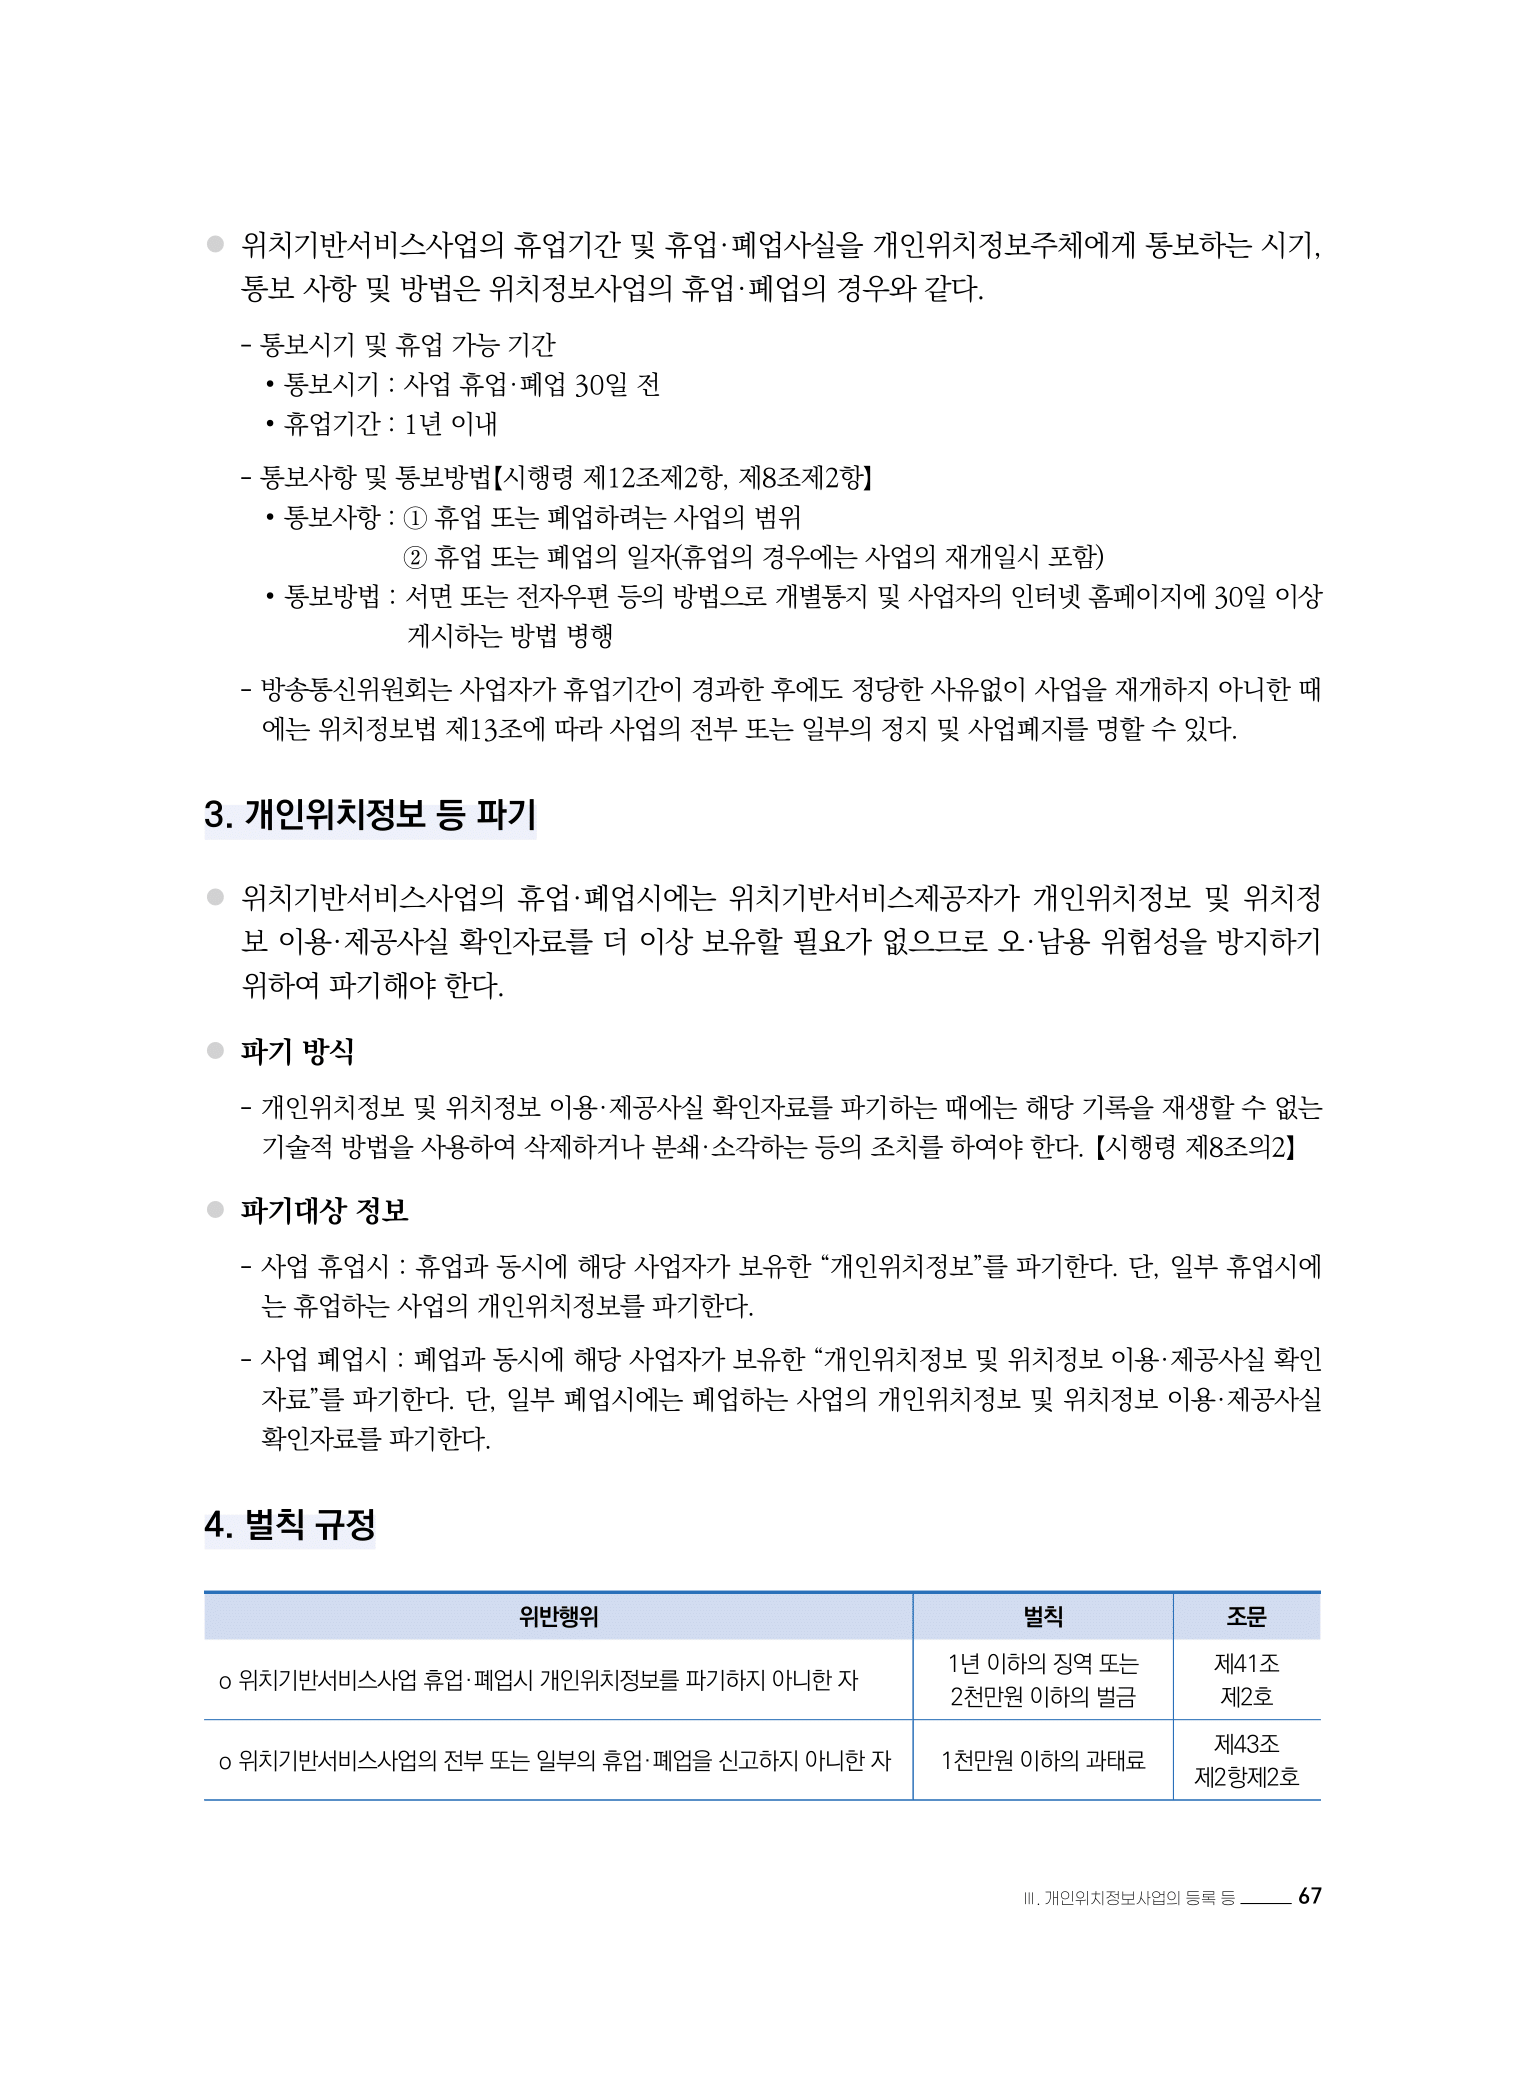 ● 위치기반서비스사업의 휴업기간 및 휴업·폐업사실을 개인위치정보주체에게 통보하는 시기,
통보 사항 및 방법은 위치정보사업의 휴업·폐업의 경우와 같다.
- 통보시기 및 휴업 가능 기간
• 통보시기 : 사업 휴업·폐업 30일 전
• 휴업기간 : 1년 이내
- 통보사항 및 통보방법【시행령 제12조제2항, 제8조제2항】
• 통보사항 : ① 휴업 또는 폐업하려는 사업의 범위
② 휴업 또는 폐업의 일자(휴업의 경우에는 사업의 재개일시 포함)
• 통보방법 : 서면 또는 전자우편 등의 방법으로 개별통지 및 사업자의 인터넷 홈페이지에 30일 이상
게시하는 방법 병행
- 방송통신위원회는 사업자가 휴업기간이 경과한 후에도 정당한 사유없이 사업을 재개하지 아니한 때
에는 위치정보법 제13조에 따라 사업의 전부 또는 일부의 정지 및 사업폐지를 명할 수 있다.
3. 개인위치정보 등 파기
● 위치기반서비스사업의 휴업·폐업시에는 위치기반서비스제공자가 개인위치정보 및 위치정
보 이용·제공사실 확인자료를 더 이상 보유할 필요가 없으므로 오·남용 위험성을 방지하기
위하여 파기해야 한다.
● 파기 방식
- 개인위치정보 및 위치정보 이용·제공사실 확인자료를 파기하는 때에는 해당 기록을 재생할 수 없는
기술적 방법을 사용하여 삭제하거나 분쇄·소각하는 등의 조치를 하여야 한다.【시행령 제8조의2】
● 파기대상 정보
- 사업 휴업시 : 휴업과 동시에 해당 사업자가 보유한 “개인위치정보”를 파기한다. 단, 일부 휴업시에
는 휴업하는 사업의 개인위치정보를 파기한다.
- 사업 폐업시 : 폐업과 동시에 해당 사업자가 보유한 “개인위치정보 및 위치정보 이용·제공사실 확인
자료”를 파기한다. 단, 일부 폐업시에는 폐업하는 사업의 개인위치정보 및 위치정보 이용·제공사실
확인자료를 파기한다.
4. 벌칙 규정
위반행위 벌칙 조문
o 위치기반서비스사업 휴업·폐업시 개인위치정보를 파기하지 아니한 자
1년 이하의 징역 또는
2천만원 이하의 벌금
제41조
제2호
o 위치기반서비스사업의 전부 또는 일부의 휴업·폐업을 신고하지 아니한 자
1천만원 이하의 과태료
제43조
제2항제2호
Ⅲ. 개인위치정보사업의 등록 등 67